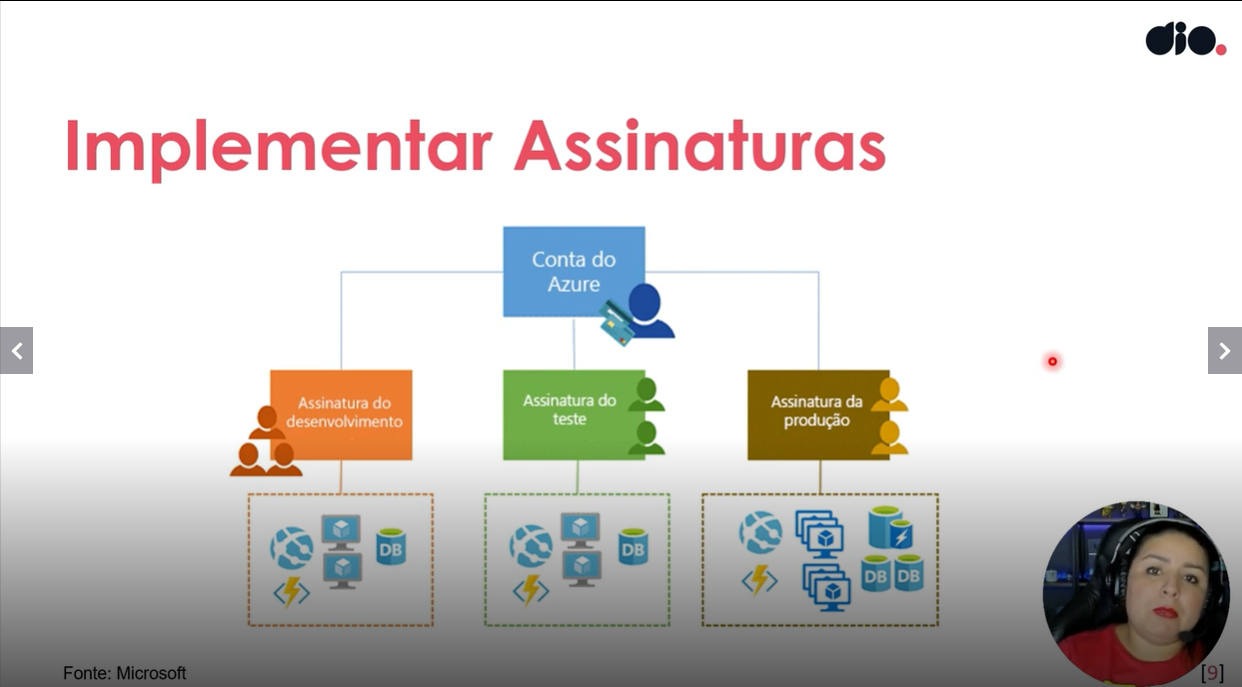 dio.
Implementar Assinaturas
Conta do
Azure
Assinatura do
desenvolvimento
Assinatura do
teste
Assinatura da
produção
DB
DB
DB DB
Fonte: Microsoft
[9]